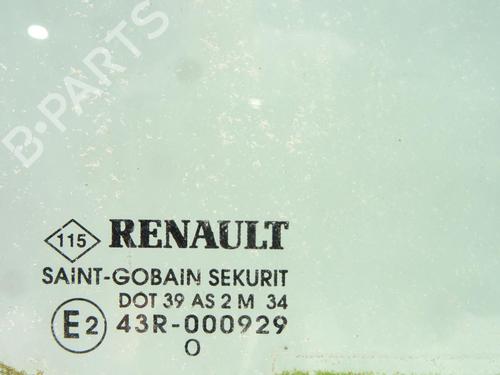 B-PARTS
115 RENAULT
SAINT-GOBAIN SEKURIT
DOT 39 AS 2 M 34
E2 43R-000929
O